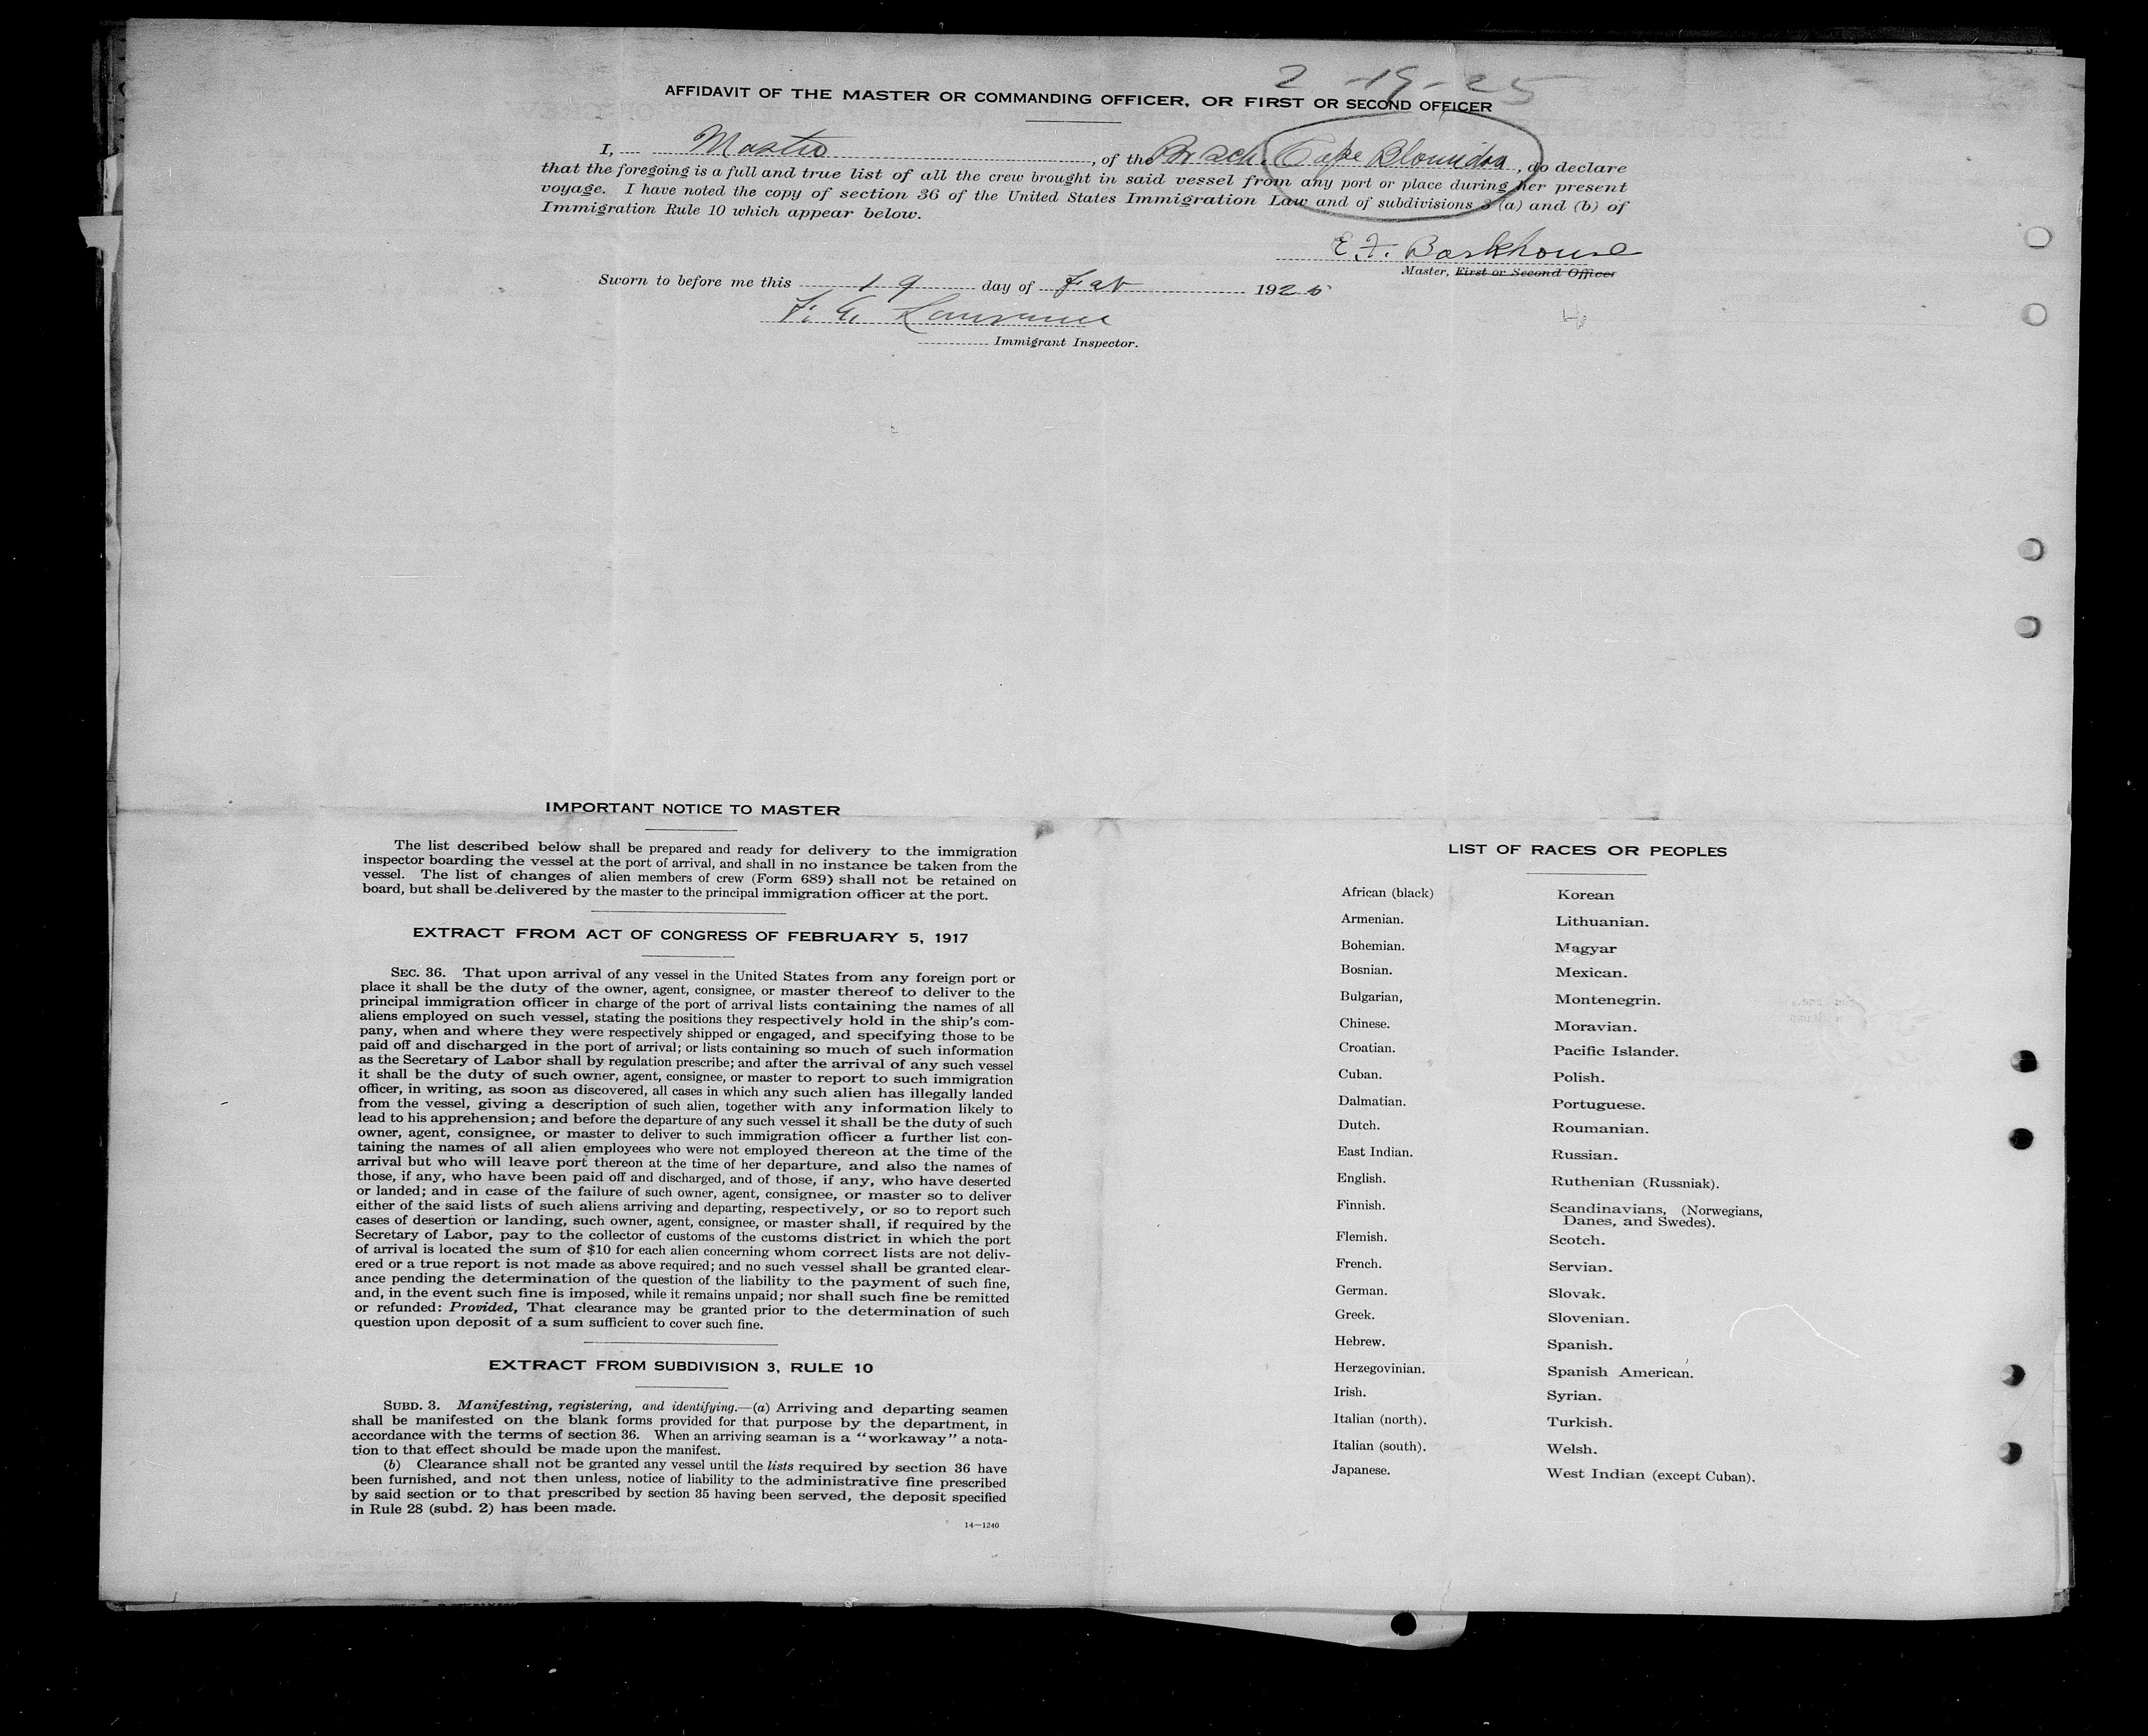 2-19-25
AFFIDAVIT OF THE MASTER OR COMMANDING OFFICER, OR FIRST OR SECOND OFFICER
I, Master, of the Br Sch. Cape Blomidon, do declare
that the foregoing is a full and true list of all the crew brought in said vessel from any port or place during her present
voyage. I have noted the copy of section 36 of the United States Immigration Law and of subdivisions 3 (a) and (b) of
Immigration Rule 10 which appear below.
E. F. Barkhouse
Master, First or Second Officer
Sworn to before me this 19 day of Feb 1925
Immigrant Inspector.
IMPORTANT NOTICE TO MASTER
The list described below shall be prepared and ready for delivery to the immigration
inspector boarding the vessel at the port of arrival, and shall in no instance be taken from the
vessel. The list of changes of alien members of crew (Form 689) shall not be retained on
board, but shall be delivered by the master to the principal immigration officer at the port.
EXTRACT FROM ACT OF CONGRESS OF FEBRUARY 5, 1917
SEC. 36. That upon arrival of any vessel in the United States from any foreign port or
place it shall be the duty of the owner, agent, consignee, or master thereof to deliver to the
principal immigration officer in charge of the port of arrival lists containing the names of all
aliens employed on such vessel, stating the positions they respectively hold in the ship's com-
pany, when and where they were respectively shipped or engaged, and specifying those to be
paid off and discharged in the port of arrival; or lists containing so much of such information
as the Secretary of Labor shall by regulation prescribe; and after the arrival of any such vessel
it shall be the duty of such owner, agent, consignee, or master to report to such immigration
officer, in writing, as soon as discovered, all cases in which any such alien has illegally landed
from the vessel, giving a description of such alien, together with any information likely to
lead to his apprehension; and before the departure of any such vessel it shall be the duty of such
owner, agent, consignee, or master to deliver to such immigration officer a further list con-
taining the names of all alien employees who were not employed thereon at the time of the
arrival but who will leave port thereon at the time of her departure, and also the names of
those, if any, who have been paid off and discharged, and of those, if any, who have deserted
or landed; and in case of the failure of such owner, agent, consignee, or master so to deliver
either of the said lists of such aliens arriving and departing, respectively, or so to report such
cases of desertion or landing, such owner, agent, consignee, or master shall, if required by the
Secretary of Labor, pay to the collector of customs of the customs district in which the port
of arrival is located the sum of $10 for each alien concerning whom correct lists are not deliv-
ered or a true report is not made as above required; and no such vessel shall be granted clear-
ance pending the determination of the question of the liability to the payment of such fine,
and, in the event such fine is imposed, while it remains unpaid; nor shall such fine be remitted
or refunded: Provided, That clearance may be granted prior to the determination of such
question upon deposit of a sum sufficient to cover such fine.
EXTRACT FROM SUBDIVISION 3, RULE 10
SUBD. 3. Manifesting, registering, and identifying.—(a) Arriving and departing seamen
shall be manifested on the blank forms provided for that purpose by the department, in
accordance with the terms of section 36. When an arriving seaman is a "workaway" a nota-
tion to that effect should be made upon the manifest.
(b) Clearance shall not be granted any vessel until the lists required by section 36 have
been furnished, and not then unless, notice of liability to the administrative fine prescribed
by said section or to that prescribed by section 35 having been served, the deposit specified
in Rule 28 (subd. 2) has been made.
14—1240
LIST OF RACES OR PEOPLES
African (black)
Armenian.
Bohemian.
Bosnian.
Bulgarian,
Chinese.
Croatian.
Cuban.
Dalmatian.
Dutch.
East Indian.
English.
Finnish.
Flemish.
French.
German.
Greek.
Hebrew.
Herzegovinian.
Irish.
Italian (north).
Italian (south).
Japanese.
Korean
Lithuanian.
Magyar
Mexican.
Montenegrin.
Moravian.
Pacific Islander.
Polish.
Portuguese.
Roumanian.
Russian.
Ruthenian (Russniak).
Scandinavians, (Norwegians,
Danes, and Swedes).
Scotch.
Servian.
Slovak.
Slovenian.
Spanish.
Spanish American.
Syrian.
Turkish.
Welsh.
West Indian (except Cuban).